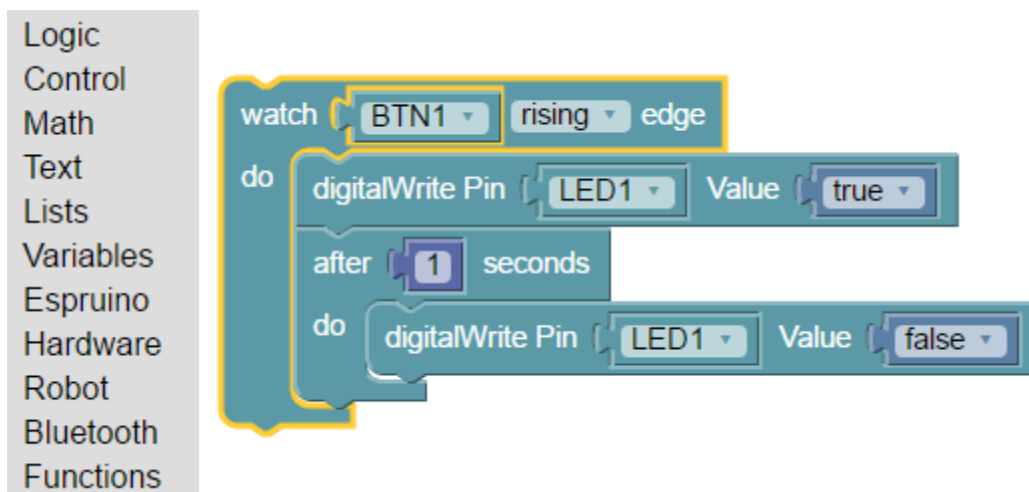 Logic
Control
Math
Text
Lists
Variables
Espruino
Hardware
Robot
Bluetooth
Functions
watch BTN1 rising edge
do digitalWrite Pin LED1 Value true
after 1 seconds
do digitalWrite Pin LED1 Value false